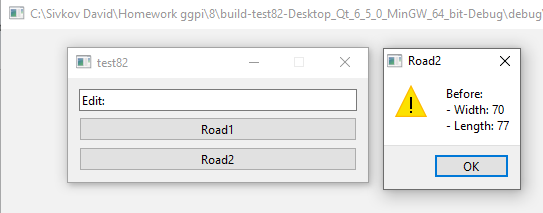 C:\Sivkov David\Homework ggpi\8\build-test82-Desktop_Qt_6_5_0_MinGW_64_bit-Debug\debug\
test82
Edit:
Road1
Road2
Road2
Before:
- Width: 70
- Length: 77
OK